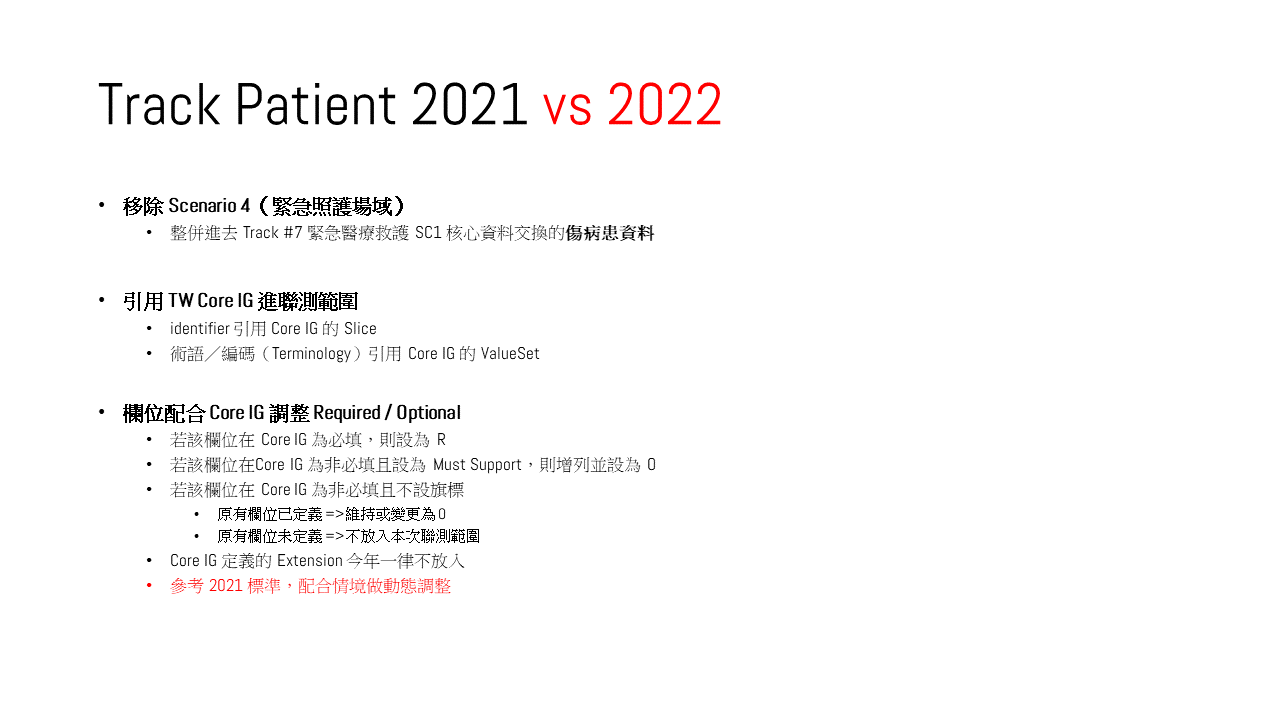 Track Patient 2021 vs 2022
• 移除 Scenario 4（緊急照護場域）
• 整併進去 Track #7 緊急醫療救護 SC1 核心資料交換的傷病患資料
• 引用 TW Core IG 進聯測範圍
• identifier 引用 Core IG 的 Slice
• 術語／編碼（Terminology）引用 Core IG 的 ValueSet
• 欄位配合 Core IG 調整 Required / Optional
• 若該欄位在 Core IG 為必填，則設為 R
• 若該欄位在Core IG 為非必填且設為 Must Support，則增列並設為 O
• 若該欄位在 Core IG 為非必填且不設旗標
• 原有欄位已定義 =>維持或變更為 O
• 原有欄位未定義 =>不放入本次聯測範圍
• Core IG 定義的 Extension 今年一律不放入
• 參考 2021 標準，配合情境做動態調整